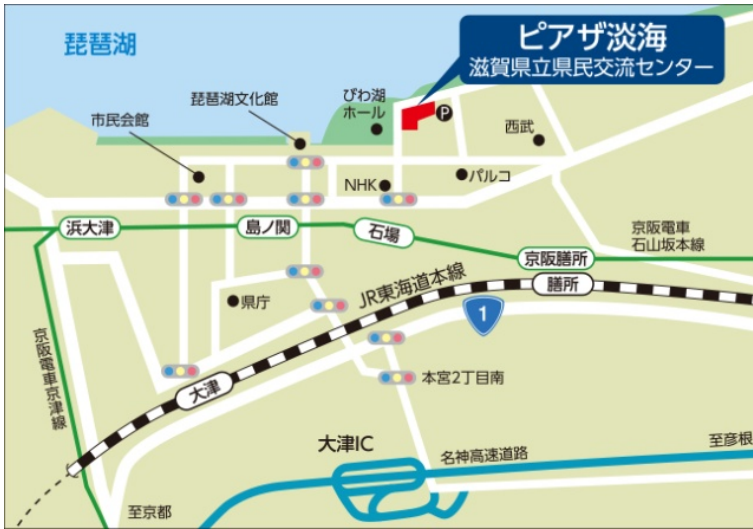 琵琶湖
ピアザ淡海
滋賀県立県民交流センター
琵琶湖文化館
びわ湖
ホール
P
市民会館
西武
NHK
パルコ
浜大津
島ノ関
石場
京阪電車
石山坂本線
京阪膳所
JR東海道本線
膳所
県庁
1
京阪電車京津線
大津
本宮2丁目南
大津IC
名神高速道路
至彦根
至京都